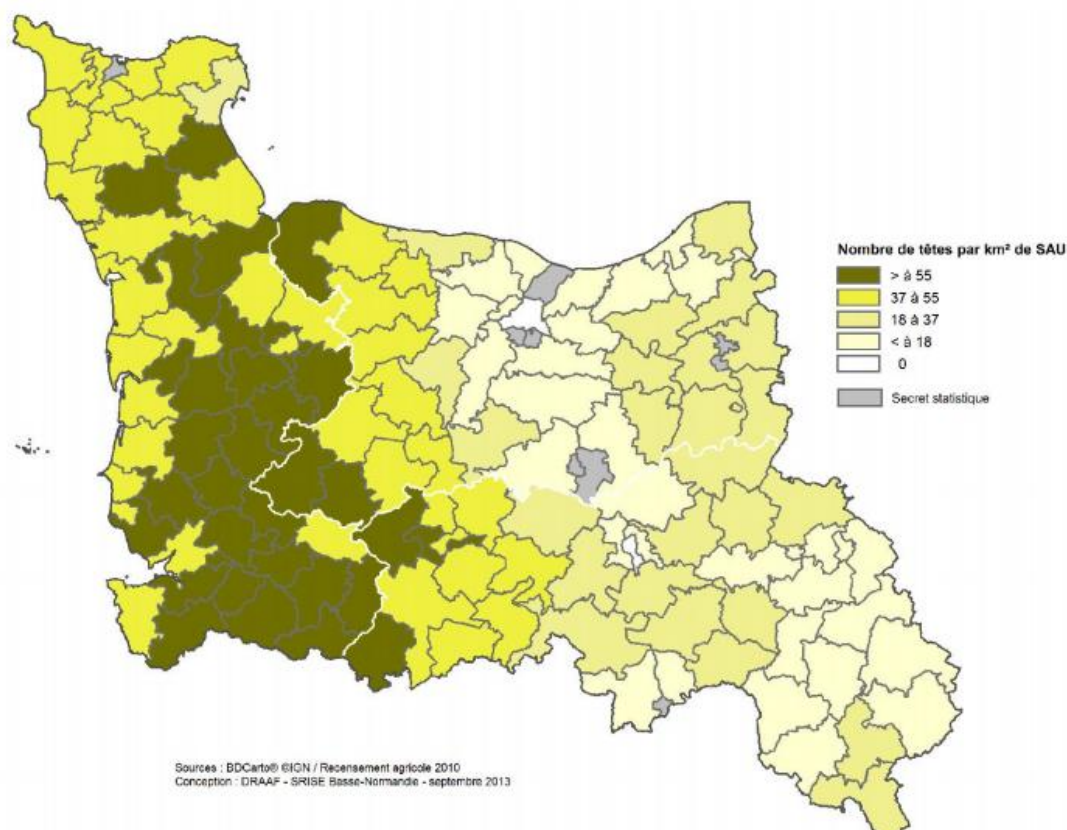 Nombre de têtes par km² de SAU
> à 55
37 à 55
18 à 37
< à 18
0
Secret statistique
Sources : BDCarto® ©IGN / Recensement agricole 2010
Conception : DRAAF - SRISE Basse-Normandie - septembre 2013